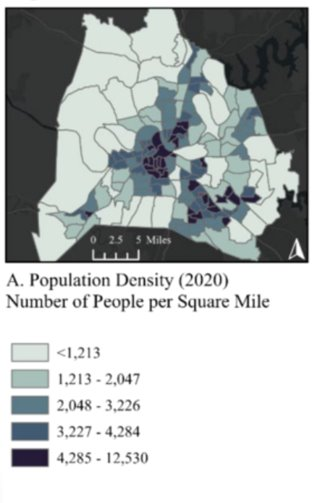 0 2.5 5 Miles
A. Population Density (2020)
Number of People per Square Mile
<1,213
1,213 - 2,047
2,048 - 3,226
3,227 - 4,284
4,285 - 12,530